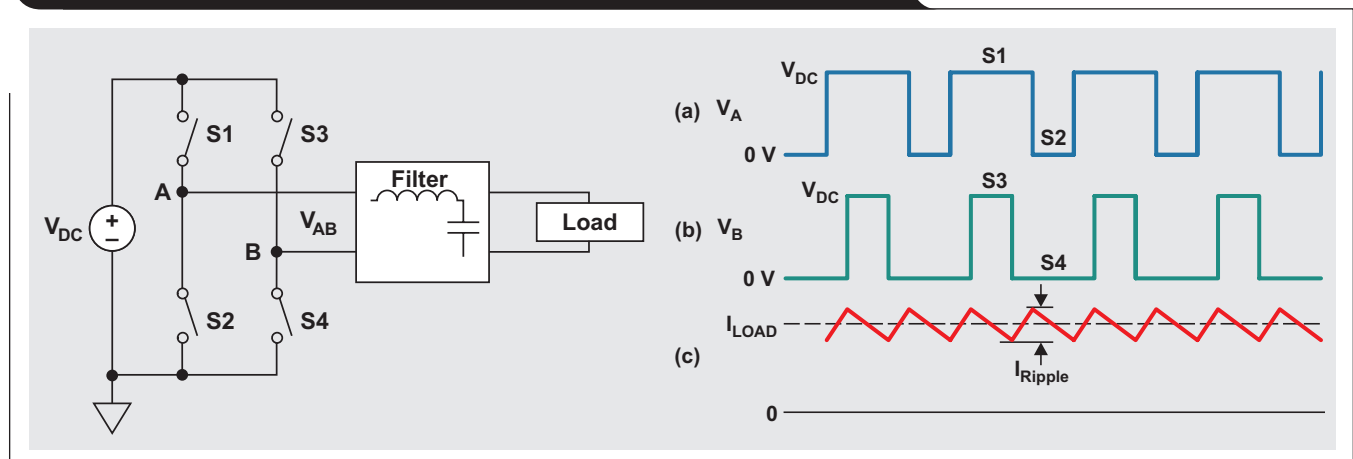 S1
S3
A
Filter
V_DC
+
–
V_AB
Load
B
S2
S4
(a) V_A
V_DC
S1
S2
0 V
(b) V_B
V_DC
S3
S4
0 V
(c)
I_LOAD
I_Ripple
0